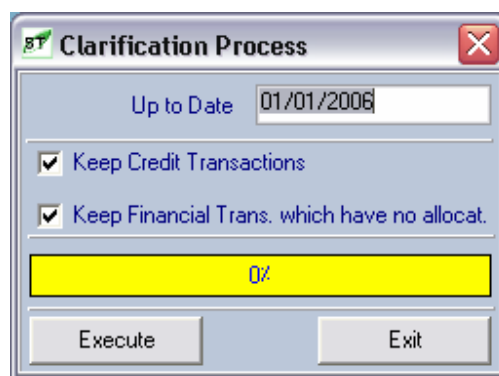 ST Clarification Process
Up to Date 01/01/2006
Keep Credit Transactions
Keep Financial Trans. which have no allocat.
0%
Execute Exit